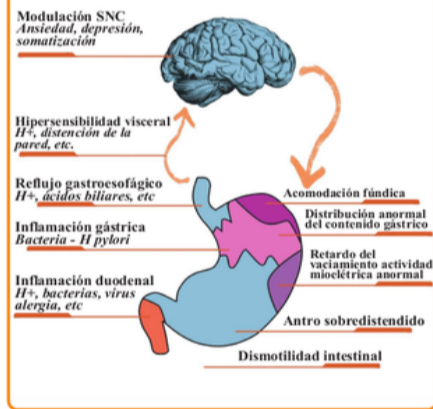 Modulación SNC
Ansiedad, depresión,
somatización
Hipersensibilidad visceral
H+, distención de la
pared, etc.
Reflujo gastroesofágico
H+, ácidos biliares, etc
Inflamación gástrica
Bacteria - H pylori
Inflamación duodenal
H+, bacterias, virus
alergia, etc
Acomodación fúndica
Distribución anormal
del contenido gástrico
Retardo del
vaciamiento actividad
mioelétrica anormal
Antro sobredistendido
Dismotilidad intestinal